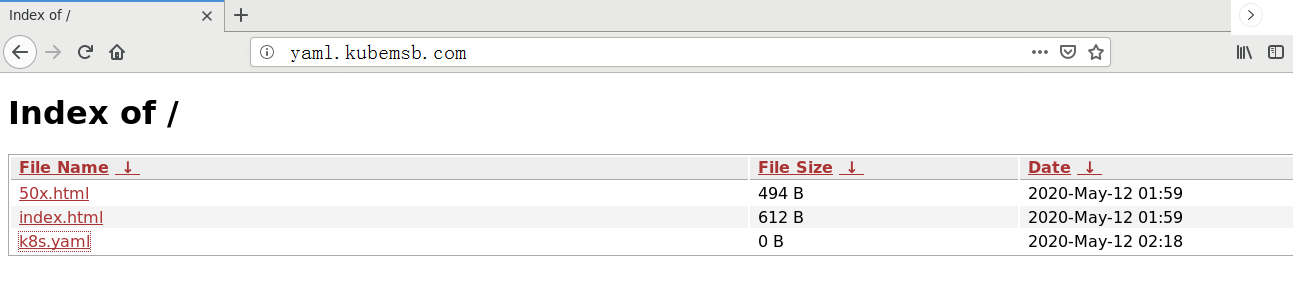 Index of /
yaml.kubemsb.com
Index of /
File Name ↓ File Size ↓ Date ↓
50x.html 494 B 2020-May-12 01:59
index.html 612 B 2020-May-12 01:59
k8s.yaml 0 B 2020-May-12 02:18